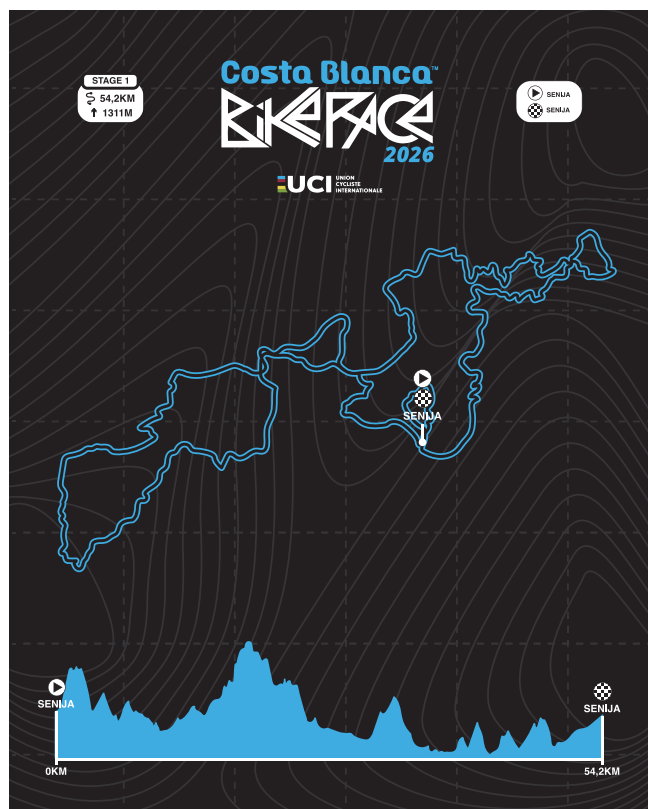 STAGE 1
54,2KM
1311M
Costa Blanca™
BIKERACE
2026
UCI UNION
CYCLISTE
INTERNATIONALE
SENIJA
SENIJA
SENIJA
SENIJA
SENIJA
0KM
54,2KM